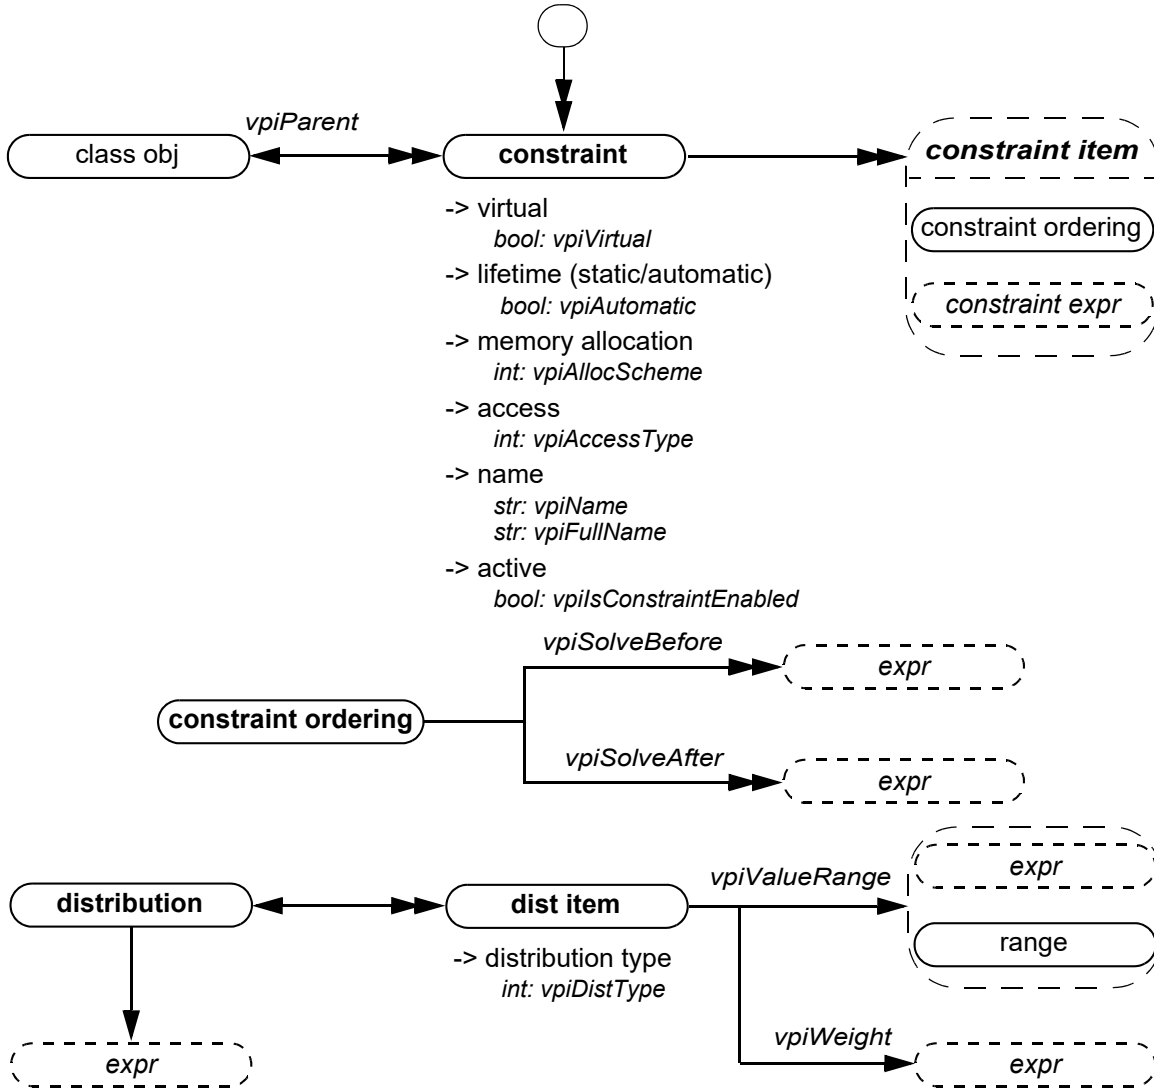 vpiParent
class obj
constraint
constraint item
constraint ordering
constraint expr
-> virtual
bool: vpiVirtual
-> lifetime (static/automatic)
bool: vpiAutomatic
-> memory allocation
int: vpiAllocScheme
-> access
int: vpiAccessType
-> name
str: vpiName
str: vpiFullName
-> active
bool: vpiIsConstraintEnabled
vpiSolveBefore
expr
constraint ordering
vpiSolveAfter
expr
distribution
dist item
vpiValueRange
expr
range
-> distribution type
int: vpiDistType
vpiWeight
expr
expr